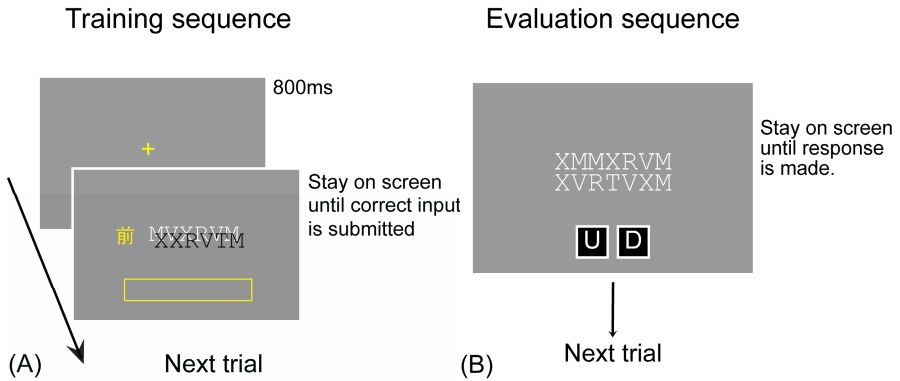 Training sequence
800ms
+
Stay on screen
until correct input
is submitted
前 MVXRVM
XXRVTM
(A)
Next trial
Evaluation sequence
XMMXRVM
XVRTVXM
Stay on screen
until response
is made.
U D
(B)
Next trial